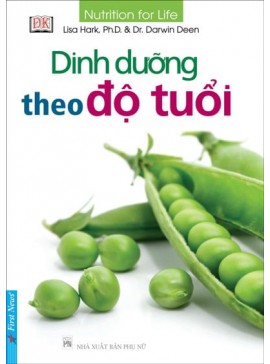 Nutrition for Life
DK
Lisa Hark, Ph.D. & Dr. Darwin Deen
Dinh dưỡng
theo độ tuổi
First News
NHÀ XUẤT BẢN PHỤ NỮ